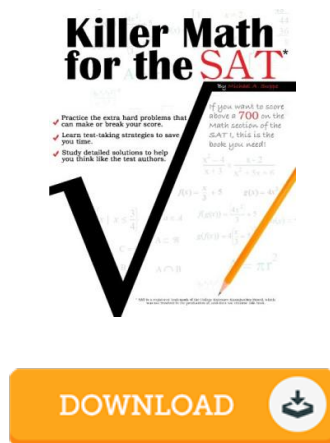 Killer Math
for the SAT*
Practice the extra hard problems that
can make or break your score.
Learn test-taking strategies to save
you time.
Study detailed solutions to help
you think like the test authors.
If you want to score
above a 700 on the
Math section of the
SAT I, this is the
book you need!
DOWNLOAD